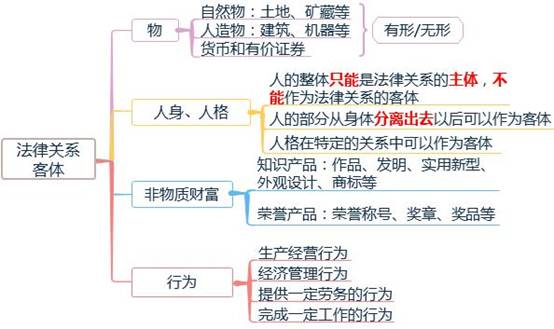 法律关系
客体
物
自然物：土地、矿藏等
人造物：建筑、机器等
货币和有价证券
有形/无形
人身、人格
人的整体只能是法律关系的主体，不
能作为法律关系的客体
人的部分从身体分离出去以后可以作为客体
人格在特定的关系中可以作为客体
非物质财富
知识产品：作品、发明、实用新型、
外观设计、商标等
荣誉产品：荣誉称号、奖章、奖品等
行为
生产经营行为
经济管理行为
提供一定劳务的行为
完成一定工作的行为